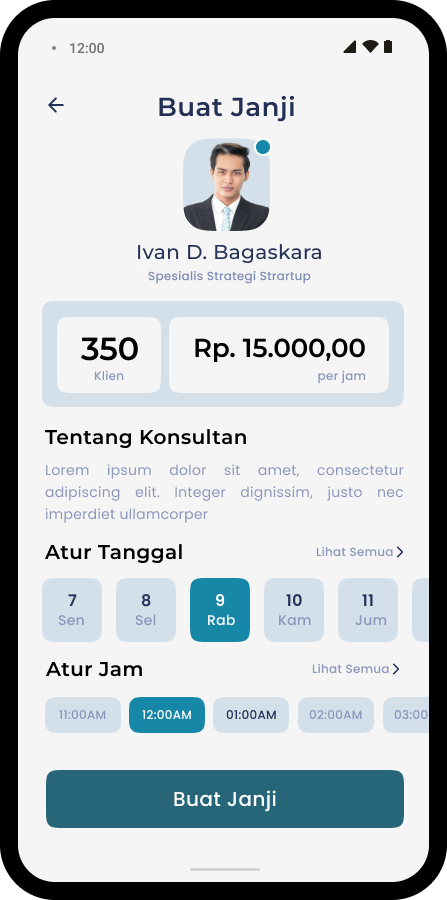 12:00
Buat Janji
Ivan D. Bagaskara
Spesialis Strategi Strartup
350
Klien
Rp. 15.000,00
per jam
Tentang Konsultan
Lorem ipsum dolor sit amet, consectetur
adipiscing elit. Integer dignissim, justo nec
imperdiet ullamcorper
Atur Tanggal
Lihat Semua
7 8 9 10 11
Sen Sel Rab Kam Jum
Atur Jam
Lihat Semua
11:00AM 12:00AM 01:00AM 02:00AM 03:00
Buat Janji